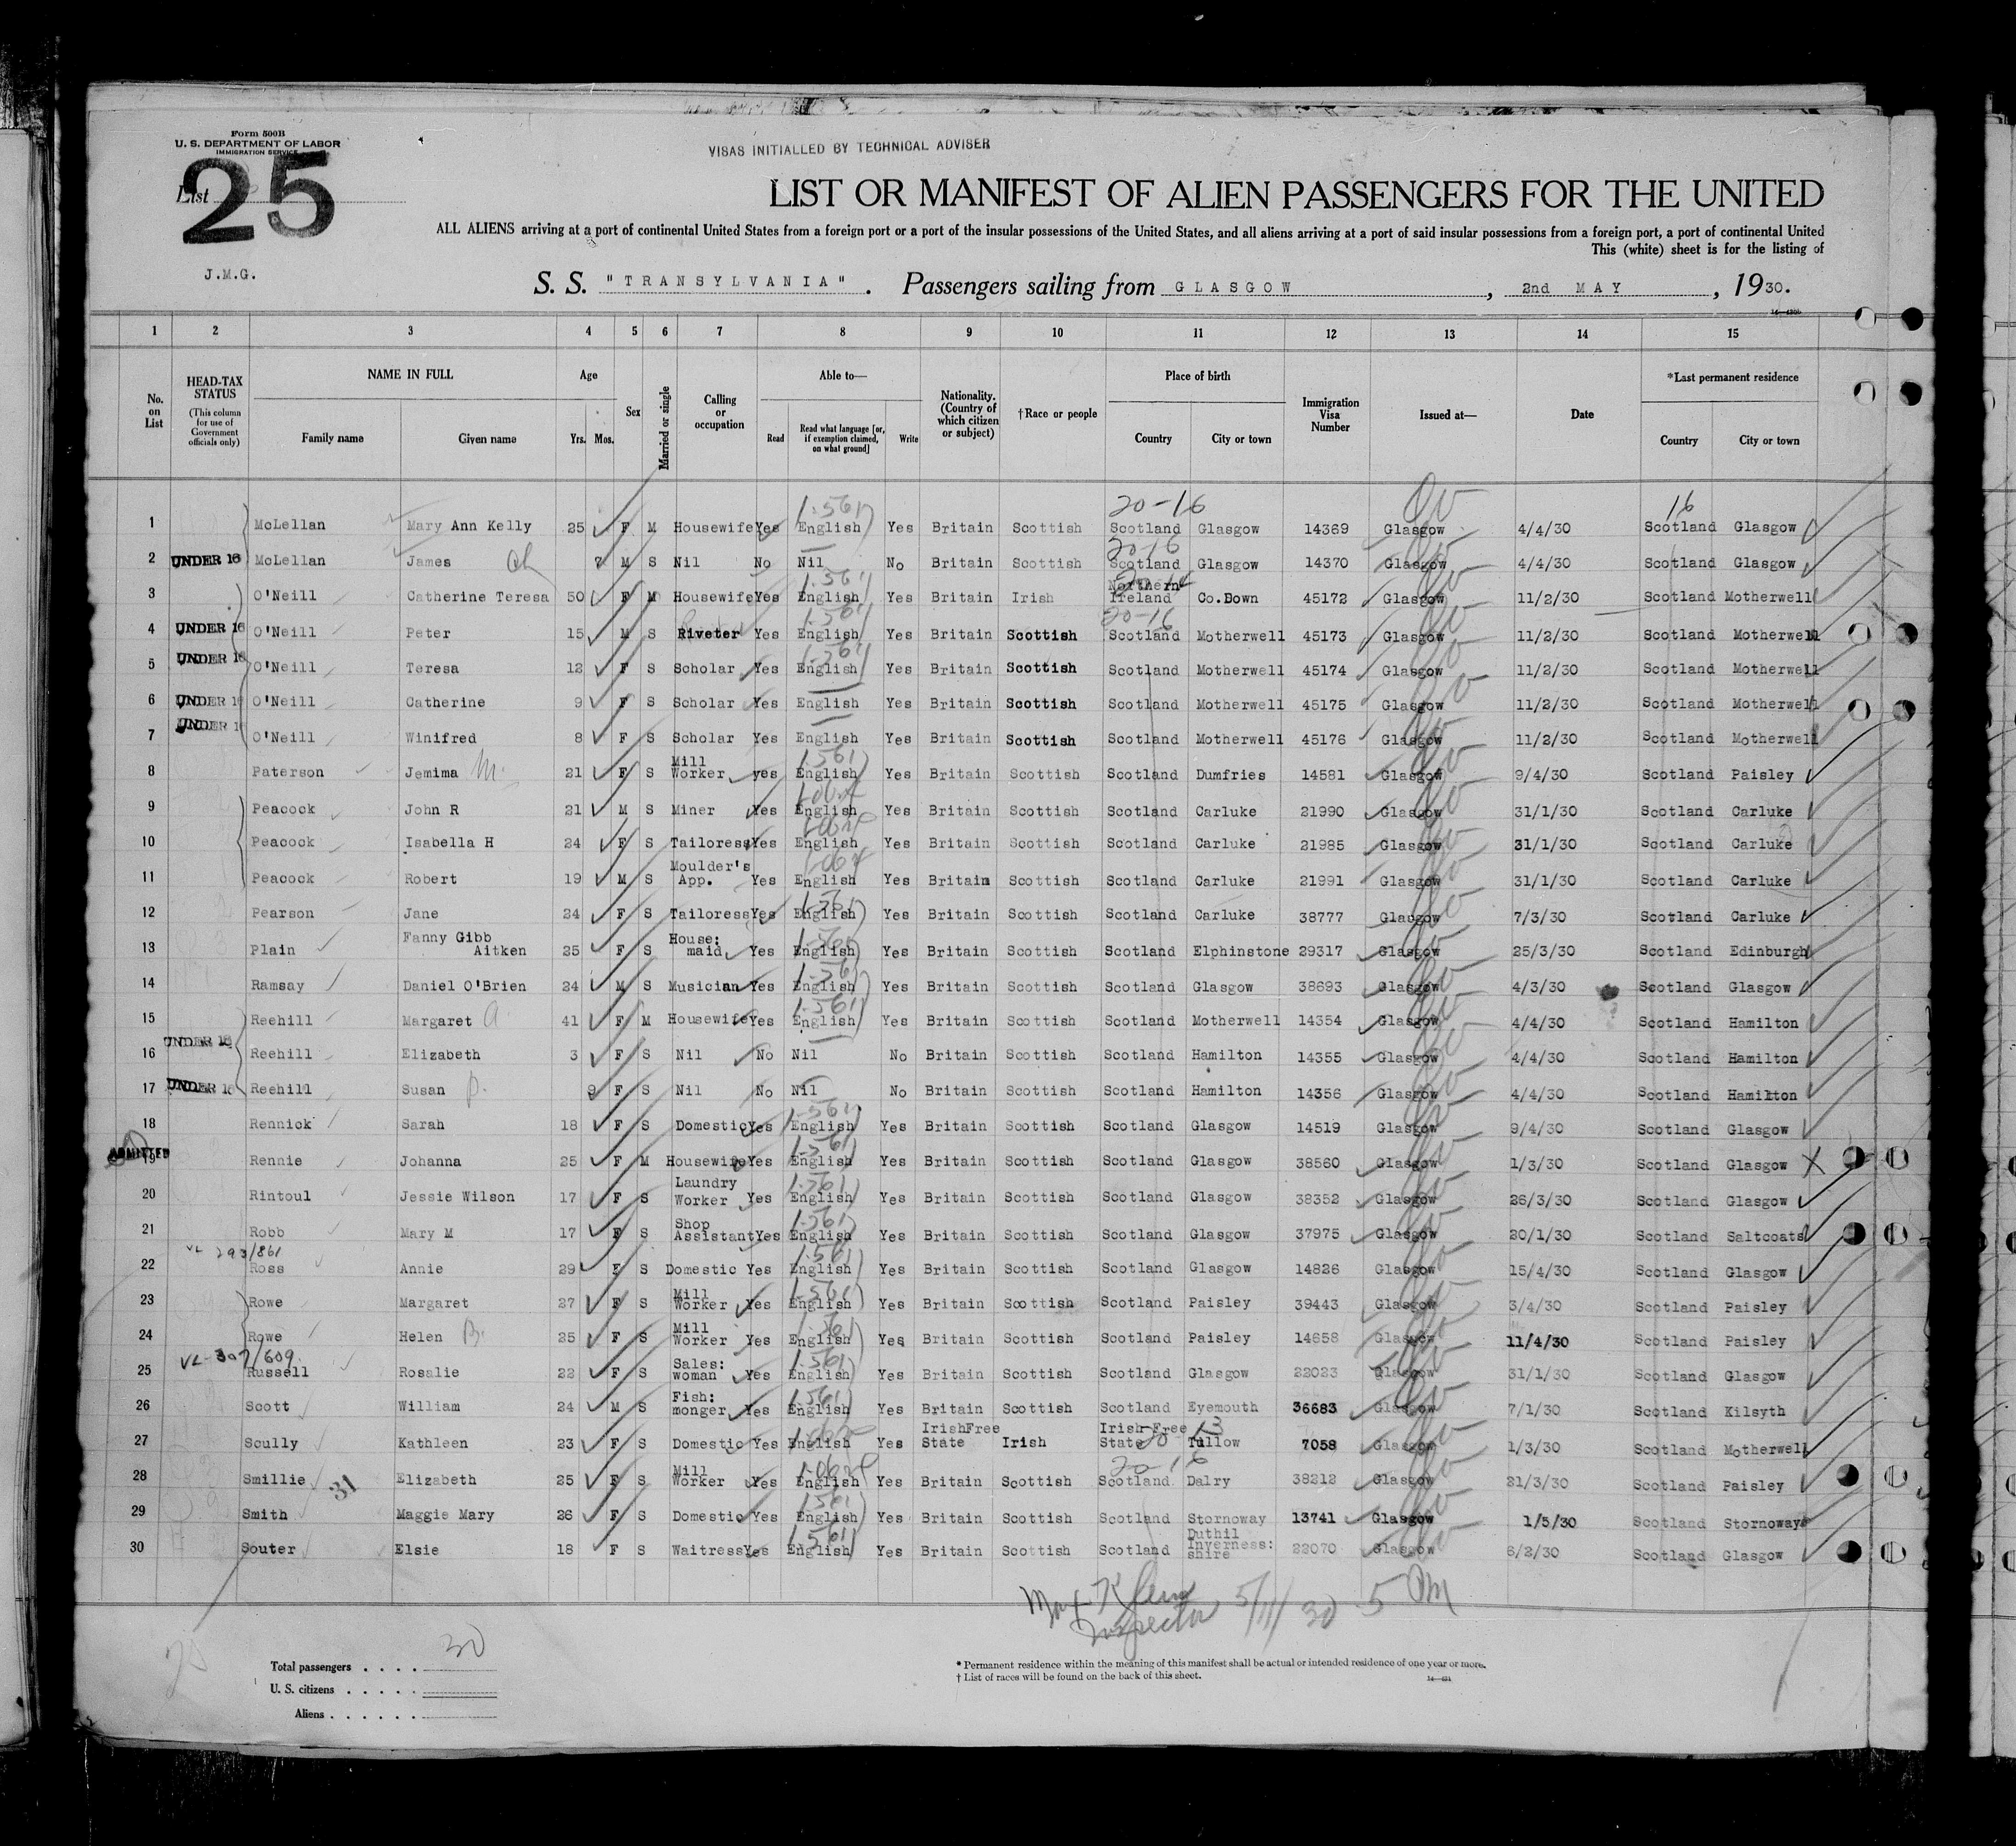 Form 500B
U. S. DEPARTMENT OF LABOR
IMMIGRATION SERVICE
List 25
J.M.G.
VISAS INITIALLED BY TECHNICAL ADVISER
LIST OR MANIFEST OF ALIEN PASSENGERS FOR THE UNITED
ALL ALIENS arriving at a port of continental United States from a foreign port or a port of the insular possessions of the United States, and all aliens arriving at a port of said insular possessions from a foreign port, a port of continental United
This (white) sheet is for the listing of
S. S. "TRANSYLVANIA". Passengers sailing from GLASGOW, 2nd MAY, 1930.
1 2 3 4 5 6 7 8 9 10 11 12 13 14 15
No. on List
HEAD-TAX STATUS (This column for use of Government officials only)
NAME IN FULL Family name Given name
Age Yrs. Mos.
Sex
Married or single
Calling or occupation
Able to— Read Read what language [or, if exemption claimed, on what ground] Write
Nationality. (Country of which citizen or subject)
†Race or people
Place of birth Country City or town
Immigration Visa Number
Issued at—
Date
*Last permanent residence Country City or town
20-16 16
1 McLellan Mary Ann Kelly 25 F M Housewife Yes English Yes Britain Scottish Scotland Glasgow 14369 Glasgow 4/4/30 Scotland Glasgow
2 UNDER 16 McLellan James 7 M S Nil No Nil No Britain Scottish Scotland Glasgow 14370 Glasgow 4/4/30 Scotland Glasgow
3 O'Neill Catherine Teresa 50 F M Housewife Yes English Yes Britain Irish Northern Ireland Co.Down 45172 Glasgow 11/2/30 Scotland Motherwell
4 UNDER 16 O'Neill Peter 15 M S Riveter Yes English Yes Britain Scottish Scotland Motherwell 45173 Glasgow 11/2/30 Scotland Motherwell
5 UNDER 16 O'Neill Teresa 12 F S Scholar Yes English Yes Britain Scottish Scotland Motherwell 45174 Glasgow 11/2/30 Scotland Motherwell
6 UNDER 16 O'Neill Catherine 9 F S Scholar Yes English Yes Britain Scottish Scotland Motherwell 45175 Glasgow 11/2/30 Scotland Motherwell
7 UNDER 16 O'Neill Winifred 8 F S Scholar Yes English Yes Britain Scottish Scotland Motherwell 45176 Glasgow 11/2/30 Scotland Motherwell
8 Paterson Jemima M. 21 F S Mill Worker yes English Yes Britain Scottish Scotland Dumfries 14581 Glasgow 9/4/30 Scotland Paisley
9 Peacock John R 21 M S Miner Yes English Yes Britain Scottish Scotland Carluke 21990 Glasgow 31/1/30 Scotland Carluke
10 Peacock Isabella H 24 F S Tailoress Yes English Yes Britain Scottish Scotland Carluke 21985 Glasgow 31/1/30 Scotland Carluke
11 Peacock Robert 19 M S Moulder's App. Yes English Yes Britain Scottish Scotland Carluke 21991 Glasgow 31/1/30 Scotland Carluke
12 Pearson Jane 24 F S Tailoress Yes English Yes Britain Scottish Scotland Carluke 38777 Glasgow 7/3/30 Scotland Carluke
13 Plain Fanny Gibb Aitken 25 F S House: maid Yes English Yes Britain Scottish Scotland Elphinstone 29317 Glasgow 25/3/30 Scotland Edinburgh
14 Ramsay Daniel O'Brien 24 M S Musician Yes English Yes Britain Scottish Scotland Glasgow 38693 Glasgow 4/3/30 Scotland Glasgow
15 Reehill Margaret A 41 F M Housewife Yes English Yes Britain Scottish Scotland Motherwell 14354 Glasgow 4/4/30 Scotland Hamilton
16 UNDER 16 Reehill Elizabeth 3 F S Nil No Nil No Britain Scottish Scotland Hamilton 14355 Glasgow 4/4/30 Scotland Hamilton
17 UNDER 16 Reehill Susan 9 F S Nil No Nil No Britain Scottish Scotland Hamilton 14356 Glasgow 4/4/30 Scotland Hamilton
18 Rennick Sarah 18 F S Domestic Yes English Yes Britain Scottish Scotland Glasgow 14519 Glasgow 9/4/30 Scotland Glasgow
ADMITTED 19 Rennie Johanna 25 F M Housewife Yes English Yes Britain Scottish Scotland Glasgow 38560 Glasgow 1/3/30 Scotland Glasgow
20 Rintoul Jessie Wilson 17 F S Laundry Worker Yes English Yes Britain Scottish Scotland Glasgow 38352 Glasgow 26/3/30 Scotland Glasgow
21 Robb Mary M 17 F S Shop Assistant Yes English Yes Britain Scottish Scotland Glasgow 37975 Glasgow 20/1/30 Scotland Saltcoats
VL 293/861
22 Ross Annie 29 F S Domestic Yes English Yes Britain Scottish Scotland Glasgow 14826 Glasgow 15/4/30 Scotland Glasgow
23 Rowe Margaret 27 F S Mill Worker Yes English Yes Britain Scottish Scotland Paisley 39443 Glasgow 3/4/30 Scotland Paisley
24 Rowe Helen B. 25 F S Mill Worker Yes English Yes Britain Scottish Scotland Paisley 14658 Glasgow 11/4/30 Scotland Paisley
VL-307/609
25 Russell Rosalie 22 F S Sales: woman Yes English Yes Britain Scottish Scotland Glasgow 22023 Glasgow 31/1/30 Scotland Glasgow
26 Scott William 24 M S Fish: monger Yes English Yes Britain Scottish Scotland Eyemouth 36683 Glasgow 7/1/30 Scotland Kilsyth
27 Scully Kathleen 23 F S Domestic Yes English Yes IrishFree State Irish Irish Free State Tullow 7058 Glasgow 1/3/30 Scotland Motherwell
28 Smillie 31 Elizabeth 25 F S Mill Worker Yes English Yes Britain Scottish Scotland Dalry 38212 Glasgow 21/3/30 Scotland Paisley
29 Smith Maggie Mary 26 F S Domestic Yes English Yes Britain Scottish Scotland Stornoway 13741 Glasgow 1/5/30 Scotland Stornoway
30 Souter Elsie 18 F S Waitress Yes English Yes Britain Scottish Scotland Duthil Inverness: shire 22070 Glasgow 6/2/30 Scotland Glasgow
Inspector 5/11/30 5 PM
Total passengers 30
U. S. citizens
Aliens
* Permanent residence within the meaning of this manifest shall be actual or intended residence of one year or more.
† List of races will be found on the back of this sheet.